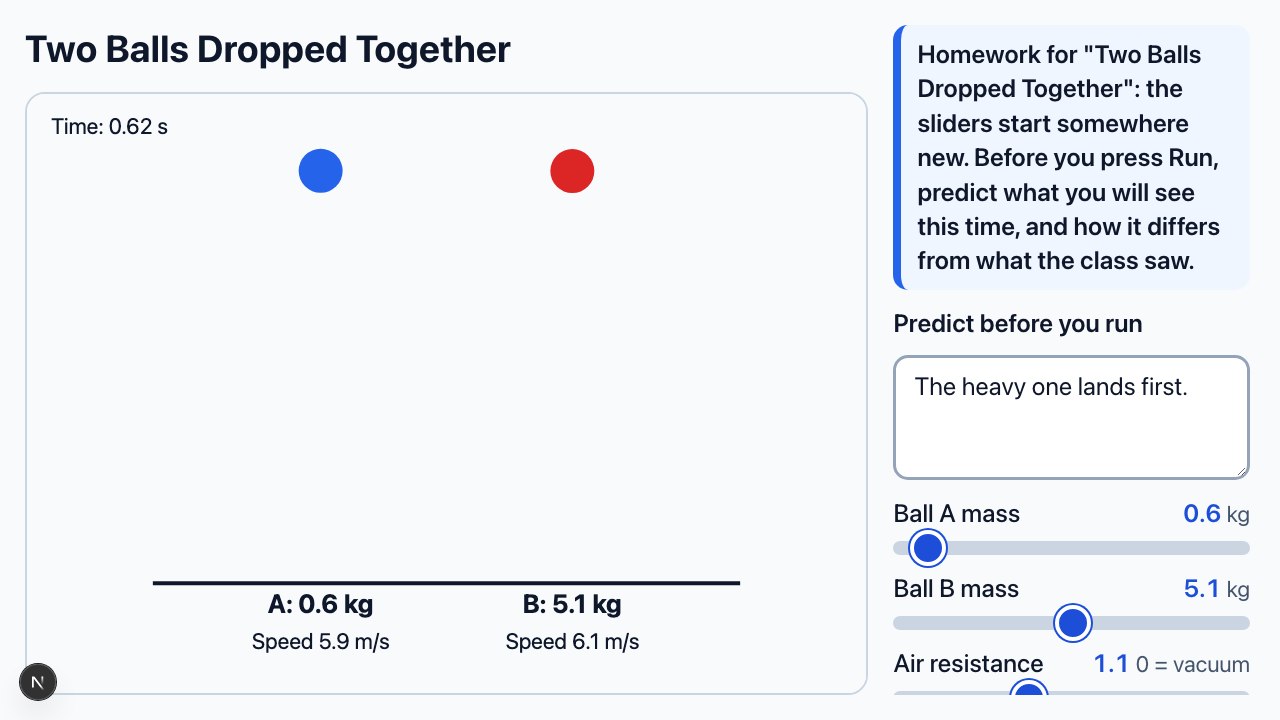 Two Balls Dropped Together
Time: 0.62 s
A: 0.6 kg
B: 5.1 kg
Speed 5.9 m/s
Speed 6.1 m/s
N
Homework for "Two Balls
Dropped Together": the
sliders start somewhere
new. Before you press Run,
predict what you will see
this time, and how it differs
from what the class saw.
Predict before you run
The heavy one lands first.
Ball A mass 0.6 kg
Ball B mass 5.1 kg
Air resistance 1.1 0 = vacuum